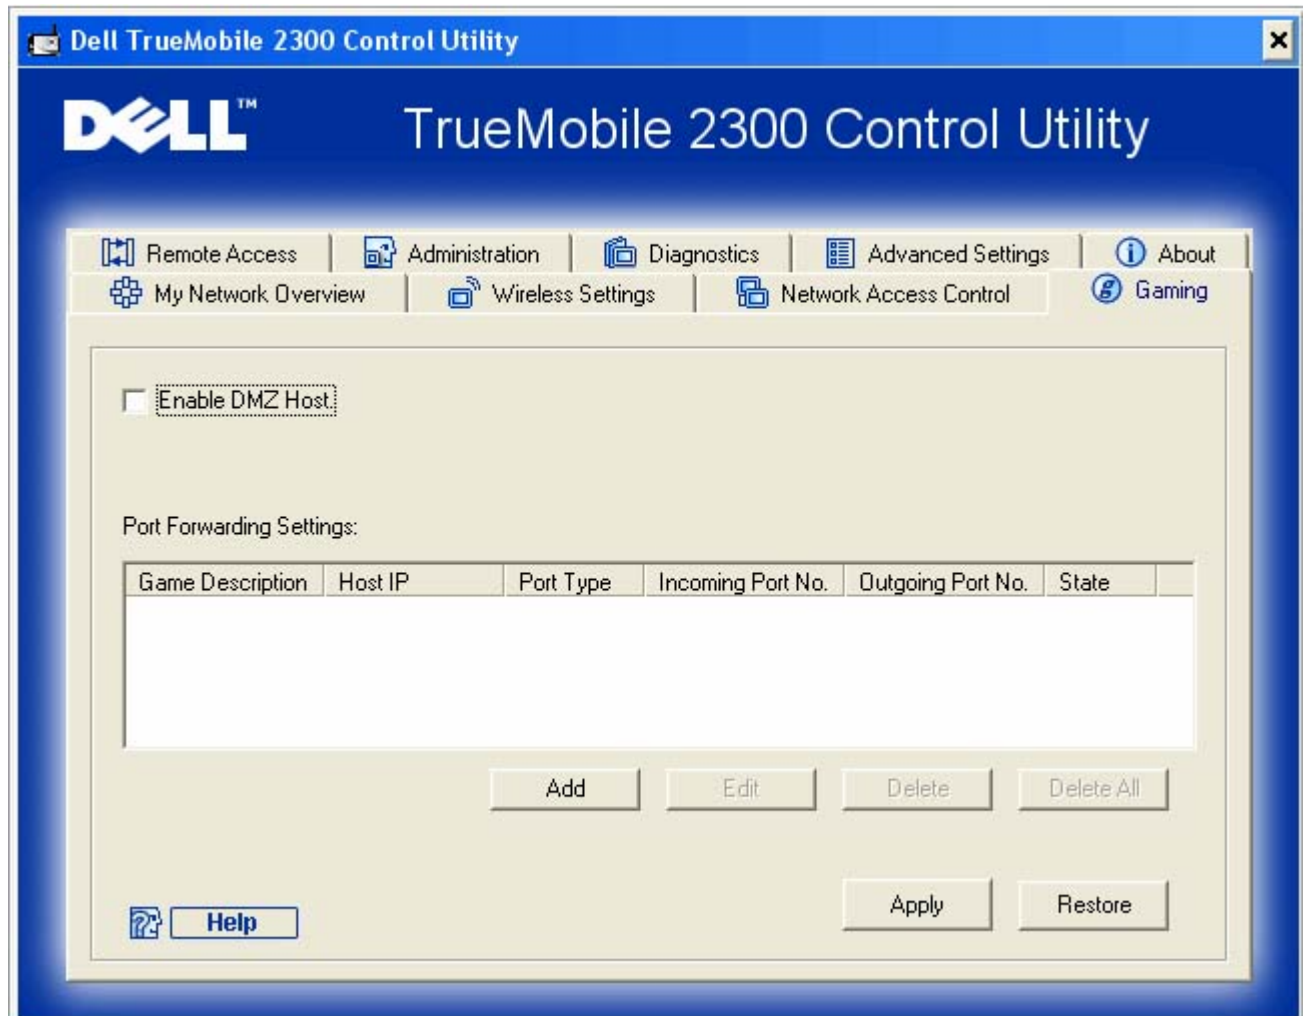 Dell TrueMobile 2300 Control Utility
DELL™ TrueMobile 2300 Control Utility
Remote Access Administration Diagnostics Advanced Settings About
My Network Overview Wireless Settings Network Access Control Gaming
Enable DMZ Host.
Port Forwarding Settings:
Game Description Host IP Port Type Incoming Port No. Outgoing Port No. State
Add Edit Delete Delete All
Apply Restore
Help